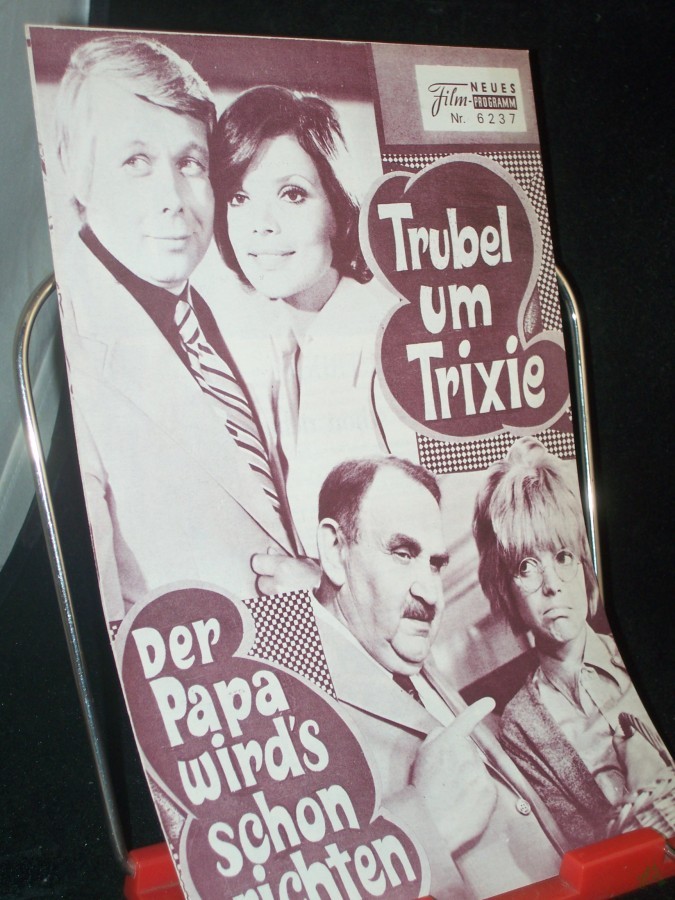 NEUES
Film-PROGRAMM
Nr. 6237
Trubel
um
Trixie
Der
Papa
wird's
schon
richten